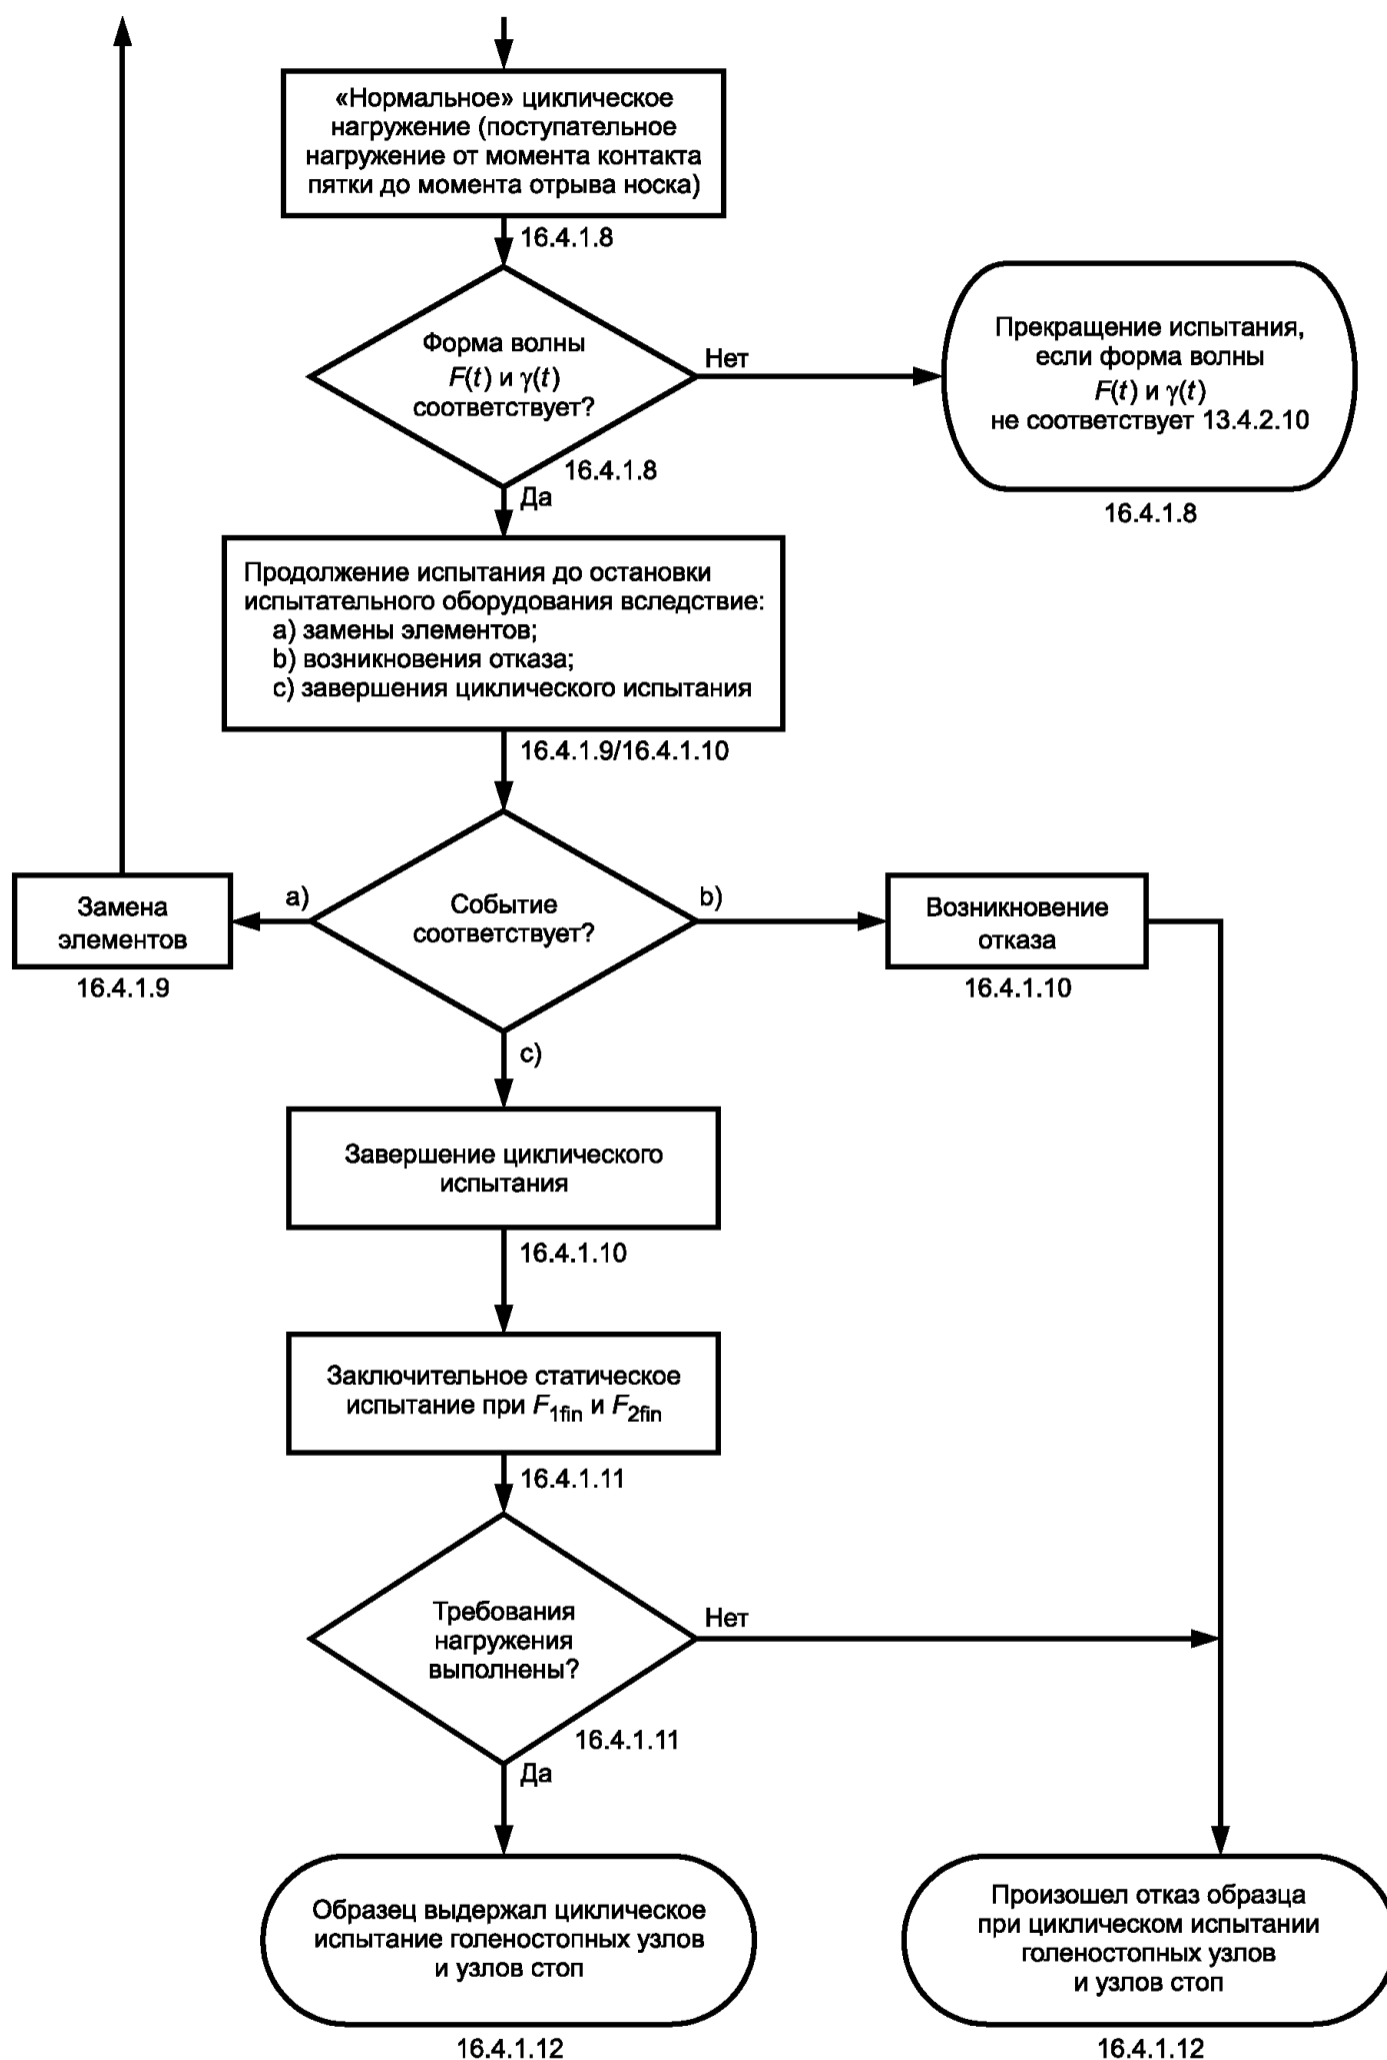 «Нормальное» циклическое
нагружение (поступательное
нагружение от момента контакта
пятки до момента отрыва носка)
16.4.1.8
Форма волны
F(t) и γ(t)
соответствует?
Нет
16.4.1.8
Да
Прекращение испытания,
если форма волны
F(t) и γ(t)
не соответствует 13.4.2.10
16.4.1.8
Продолжение испытания до остановки
испытательного оборудования вследствие:
a) замены элементов;
b) возникновения отказа;
c) завершения циклического испытания
16.4.1.9/16.4.1.10
Событие
соответствует?
a)
b)
c)
Замена
элементов
16.4.1.9
Возникновение
отказа
16.4.1.10
Завершение циклического
испытания
16.4.1.10
Заключительное статическое
испытание при F1fin и F2fin
16.4.1.11
Требования
нагружения
выполнены?
Нет
16.4.1.11
Да
Образец выдержал циклическое
испытание голеностопных узлов
и узлов стоп
16.4.1.12
Произошел отказ образца
при циклическом испытании
голеностопных узлов
и узлов стоп
16.4.1.12